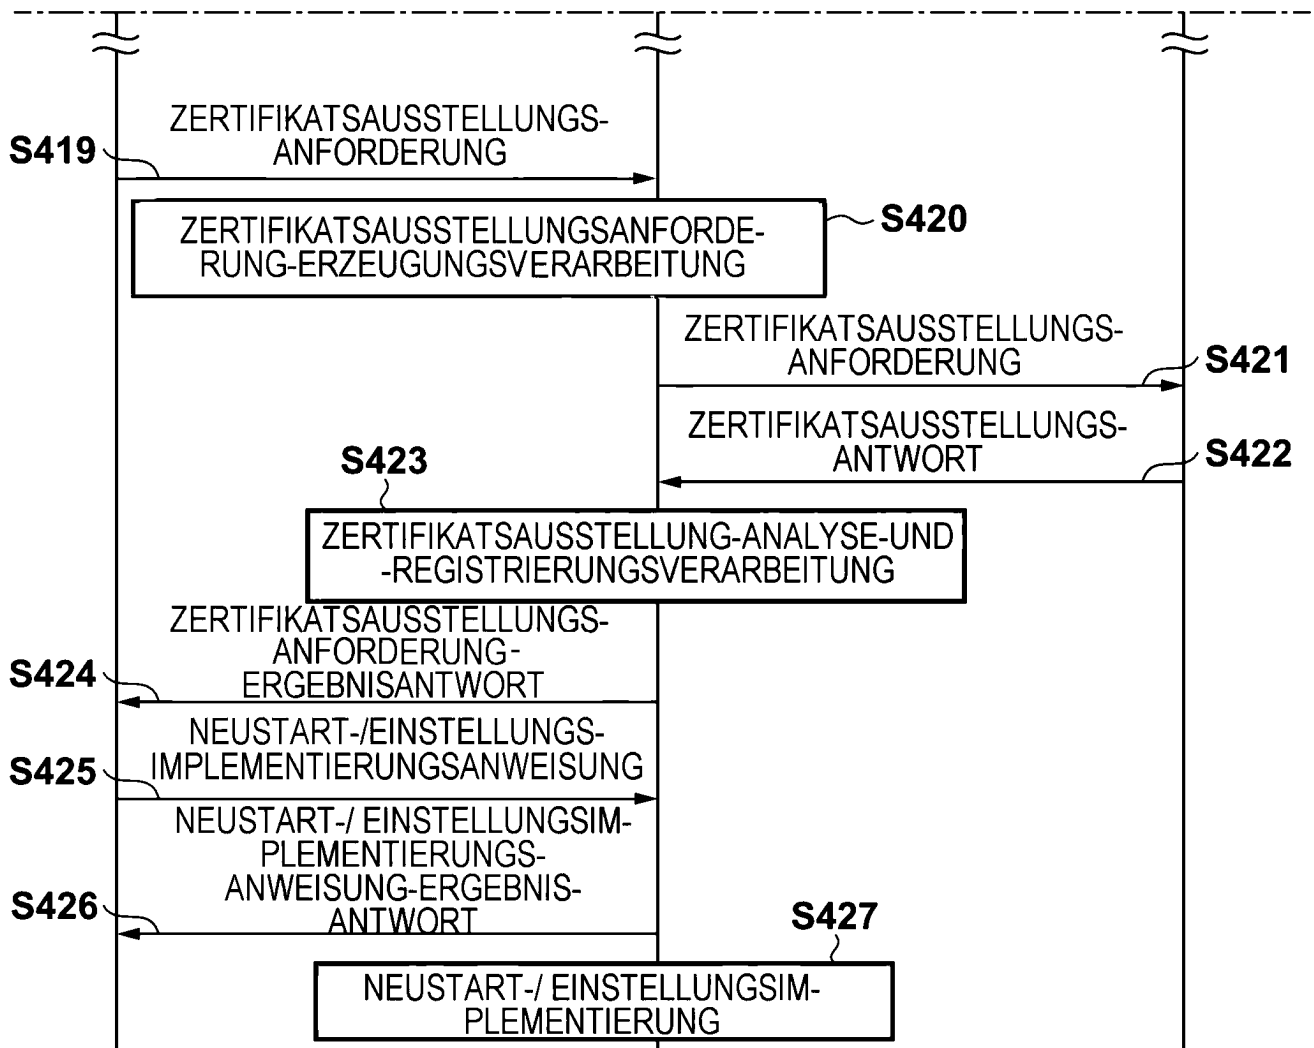 ZERTIFIKATSAUSSTELLUNGS-
ANFORDERUNG
S419
ZERTIFIKATSAUSSTELLUNGSANFORDE-
RUNG-ERZEUGUNGSVERARBEITUNG
S420
ZERTIFIKATSAUSSTELLUNGS-
ANFORDERUNG
S421
ZERTIFIKATSAUSSTELLUNGS-
ANTWORT
S422
S423
ZERTIFIKATSAUSSTELLUNG-ANALYSE-UND
-REGISTRIERUNGSVERARBEITUNG
ZERTIFIKATSAUSSTELLUNGS-
ANFORDERUNG-
ERGEBNISANTWORT
S424
NEUSTART-/EINSTELLUNGS-
IMPLEMENTIERUNGSANWEISUNG
S425
NEUSTART-/ EINSTELLUNGSIM-
PLEMENTIERUNGS-
ANWEISUNG-ERGEBNIS-
ANTWORT
S426
S427
NEUSTART-/ EINSTELLUNGSIM-
PLEMENTIERUNG